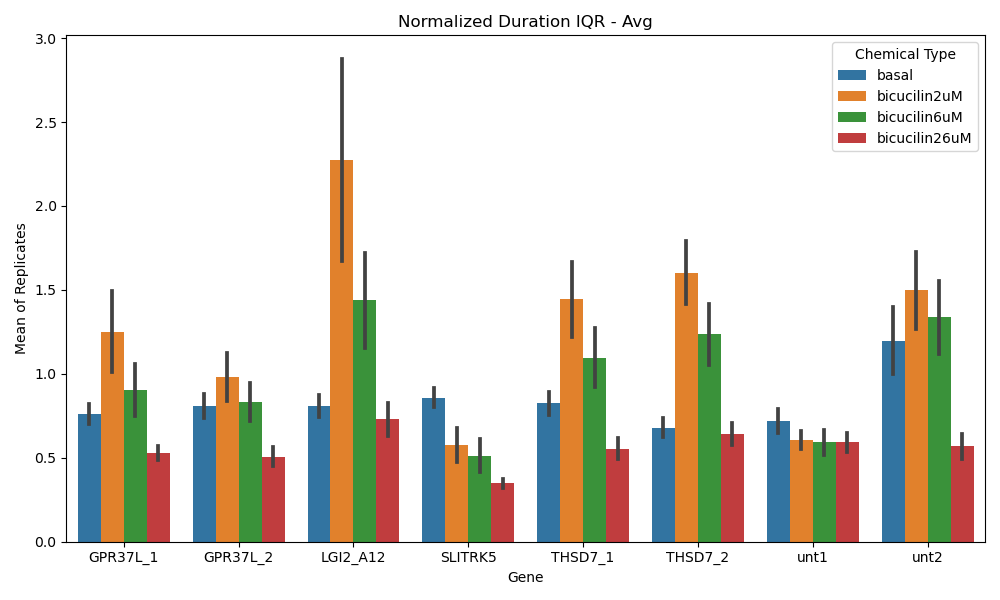 Normalized Duration IQR - Avg
Mean of Replicates
3.0
2.5
2.0
1.5
1.0
0.5
0.0
Chemical Type
basal
bicucilin2uM
bicucilin6uM
bicucilin26uM
GPR37L_1
GPR37L_2
LGI2_A12
SLITRK5
THSD7_1
THSD7_2
unt1
unt2
Gene